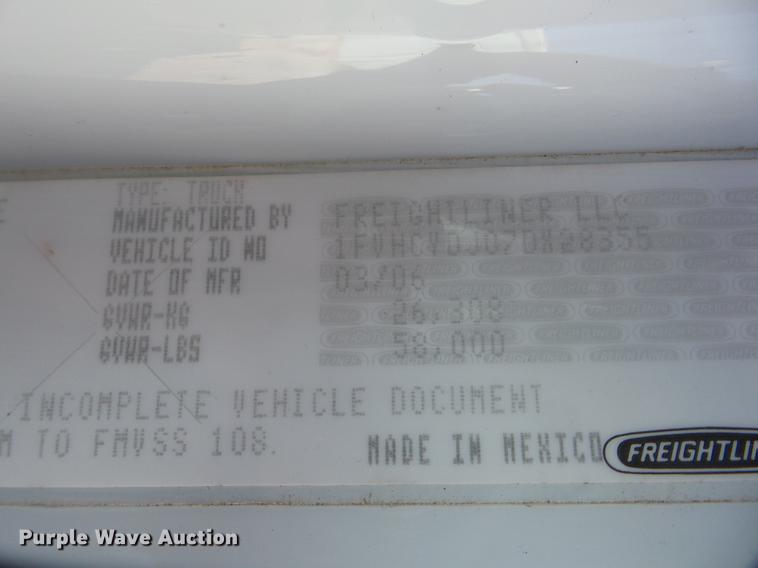 TYPE: TRUCK
MANUFACTURED BY FREIGHTLINER LLC
VEHICLE ID NO 1FVHCYDJ07DX28355
DATE OF MFR 03/06
GVWR-KG 26,308
GVWR-LBS 58,000
INCOMPLETE VEHICLE DOCUMENT
M TO FMVSS 108. MADE IN MEXICO FREIGHTLIN
Purple Wave Auction